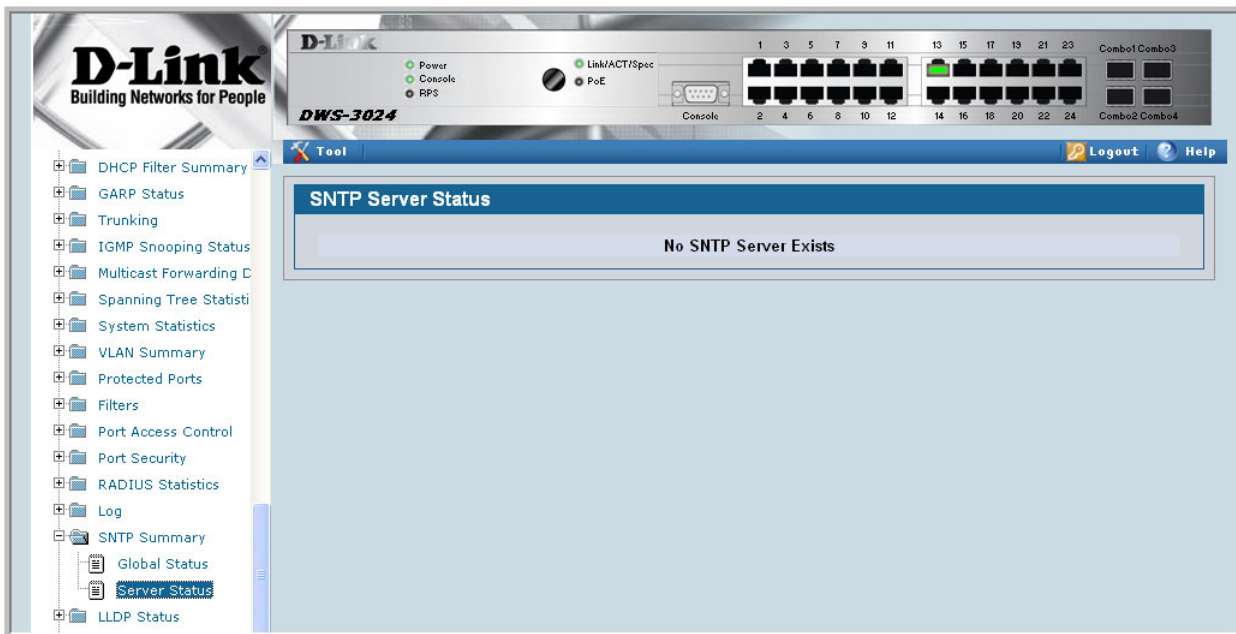 D-Link
Building Networks for People
D-Link
Power
Console
RPS
Link/ACT/Spec
PoE
DWS-3024
Console
1 3 5 7 9 11
13 15 17 19 21 23
2 4 6 8 10 12
14 16 18 20 22 24
Combo1 Combo3
Combo2 Combo4
Tool
Logout
Help
DHCP Filter Summary
GARP Status
Trunking
IGMP Snooping Status
Multicast Forwarding D
Spanning Tree Statisti
System Statistics
VLAN Summary
Protected Ports
Filters
Port Access Control
Port Security
RADIUS Statistics
Log
SNTP Summary
Global Status
Server Status
LLDP Status
SNTP Server Status
No SNTP Server Exists